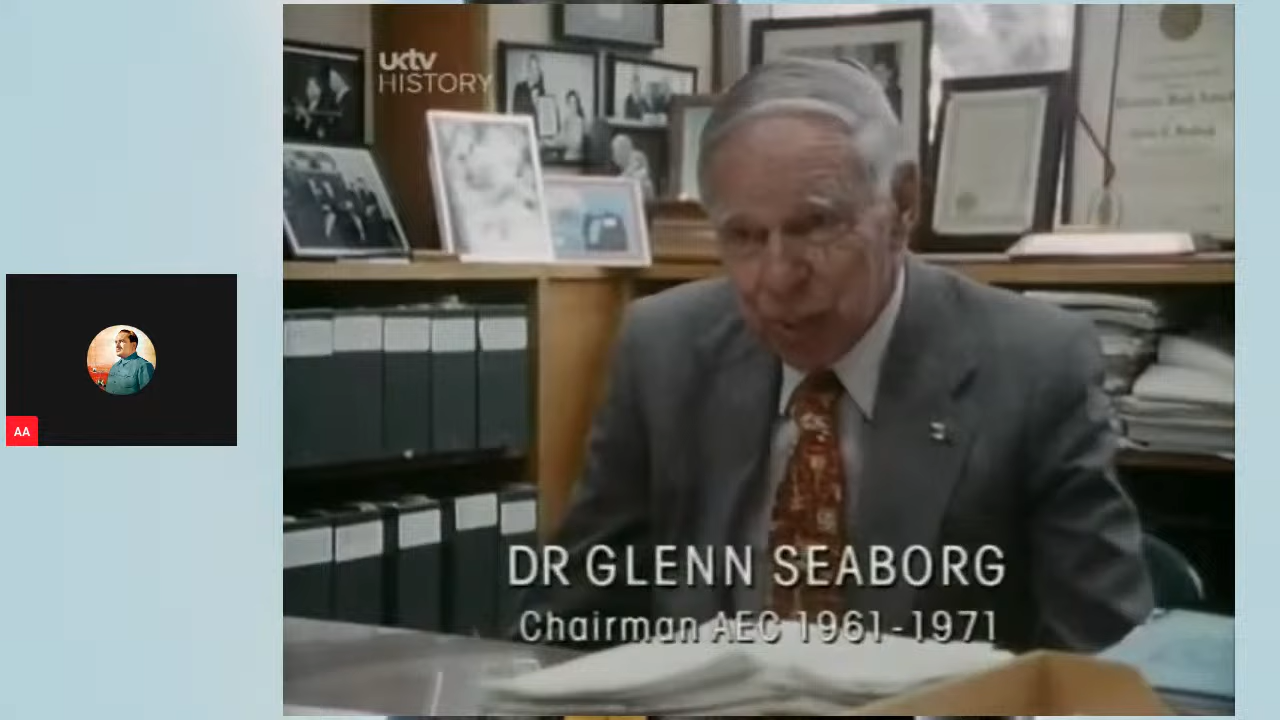 uktv
HISTORY
AA
DR GLENN SEABORG
Chairman AEC 1961-1971